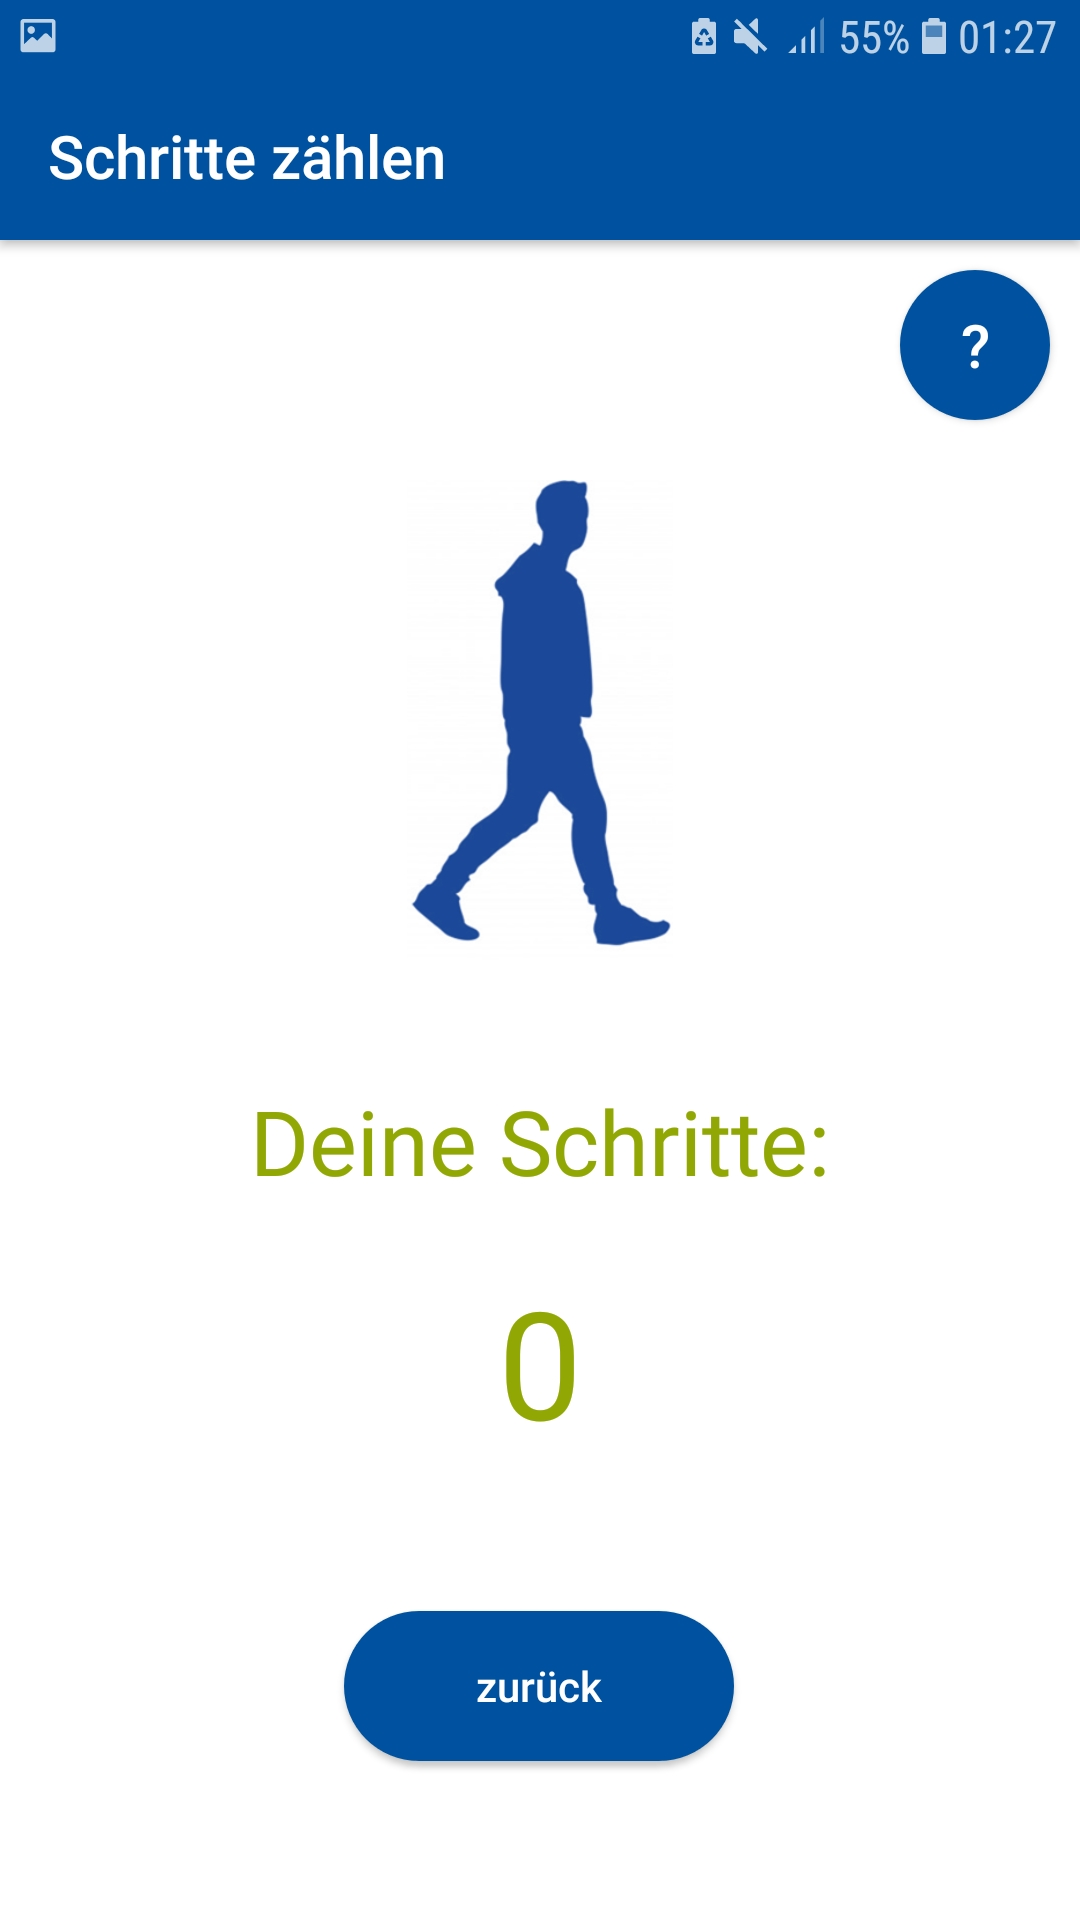 55% 01:27
Schritte zählen
?
Deine Schritte:
0
zurück